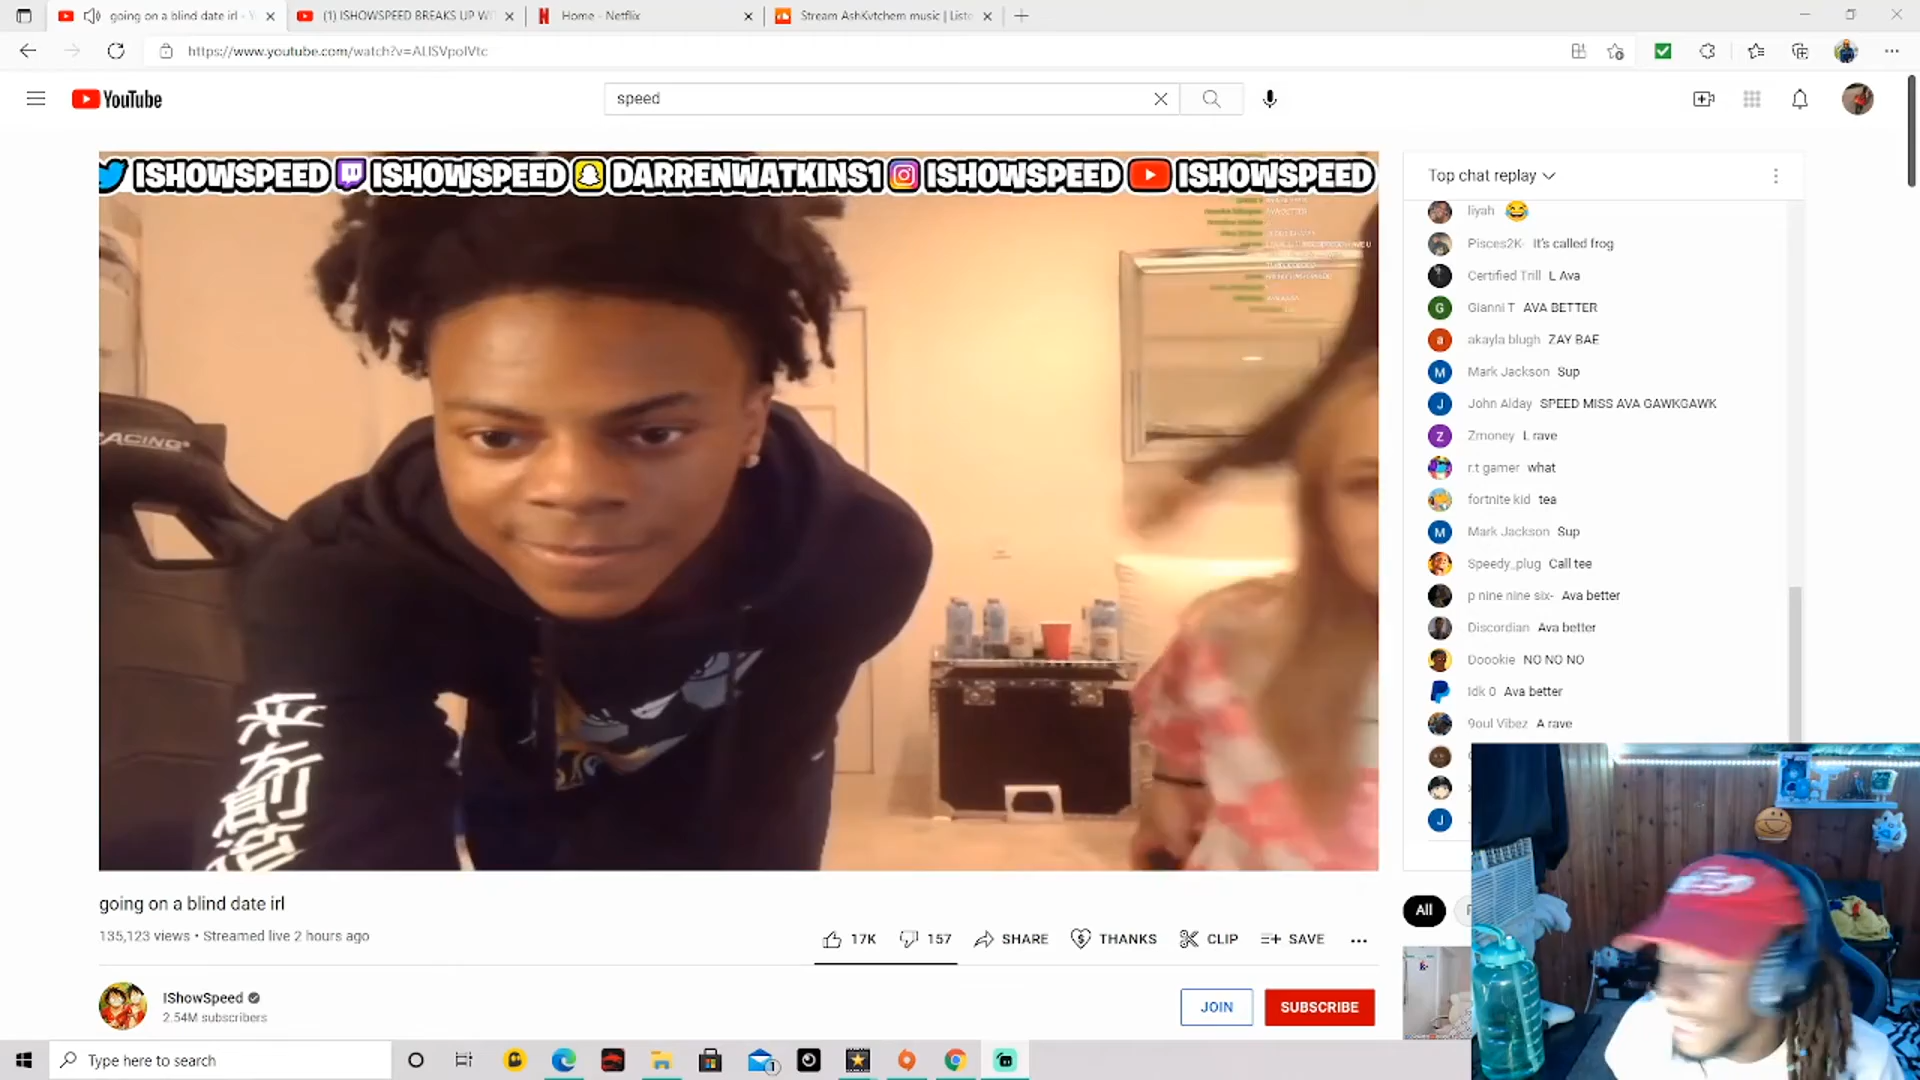 going on a blind date irl -
(1) ISHOWSPEED BREAKS UP WI
Home - Netflix
Stream AshKvtchem music | Liste
https://www.youtube.com/watch?v=ALISVpoIVtc
YouTube
speed
ISHOWSPEED ISHOWSPEED DARRENWATKINS1 ISHOWSPEED ISHOWSPEED
RACING
Top chat replay
liyah 😂
Pisces2K- It's called frog
Certified Trill L Ava
Gianni T AVA BETTER
akayla blugh ZAY BAE
Mark Jackson Sup
John Alday SPEED MISS AVA GAWKGAWK
Zmoney L rave
r.t gamer what
fortnite kid tea
Mark Jackson Sup
Speedy_plug Call tee
p nine nine six- Ava better
Discordian Ava better
Doookie NO NO NO
Idk 0 Ava better
9oul Vibez A rave
All
going on a blind date irl
135,123 views • Streamed live 2 hours ago
17K 157 SHARE THANKS CLIP SAVE
IShowSpeed
2.54M subscribers
JOIN SUBSCRIBE
Type here to search